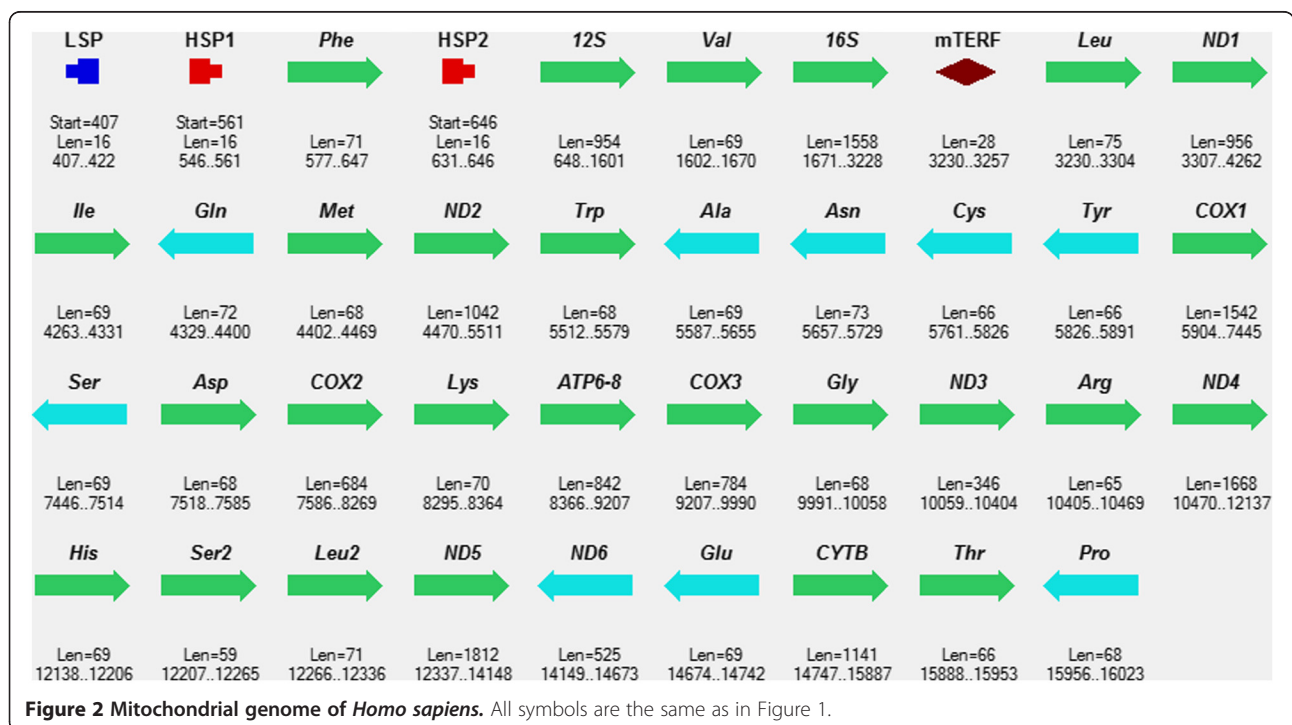 LSP HSP1 Phe HSP2 12S Val 16S mTERF Leu ND1
Start=407 Start=561 Start=646
Len=16 Len=16 Len=71 Len=16 Len=954 Len=69 Len=1558 Len=28 Len=75 Len=956
407..422 546..561 577..647 631..646 648..1601 1602..1670 1671..3228 3230..3257 3230..3304 3307..4262
Ile Gln Met ND2 Trp Ala Asn Cys Tyr COX1
Len=69 Len=72 Len=68 Len=1042 Len=68 Len=69 Len=73 Len=66 Len=66 Len=1542
4263..4331 4329..4400 4402..4469 4470..5511 5512..5579 5587..5655 5657..5729 5761..5826 5826..5891 5904..7445
Ser Asp COX2 Lys ATP6-8 COX3 Gly ND3 Arg ND4
Len=69 Len=68 Len=684 Len=70 Len=842 Len=784 Len=68 Len=346 Len=65 Len=1668
7446..7514 7518..7585 7586..8269 8295..8364 8366..9207 9207..9990 9991..10058 10059..10404 10405..10469 10470..12137
His Ser2 Leu2 ND5 ND6 Glu CYTB Thr Pro
Len=69 Len=59 Len=71 Len=1812 Len=525 Len=69 Len=1141 Len=66 Len=68
12138..12206 12207..12265 12266..12336 12337..14148 14149..14673 14674..14742 14747..15887 15888..15953 15956..16023
Figure 2 Mitochondrial genome of Homo sapiens. All symbols are the same as in Figure 1.